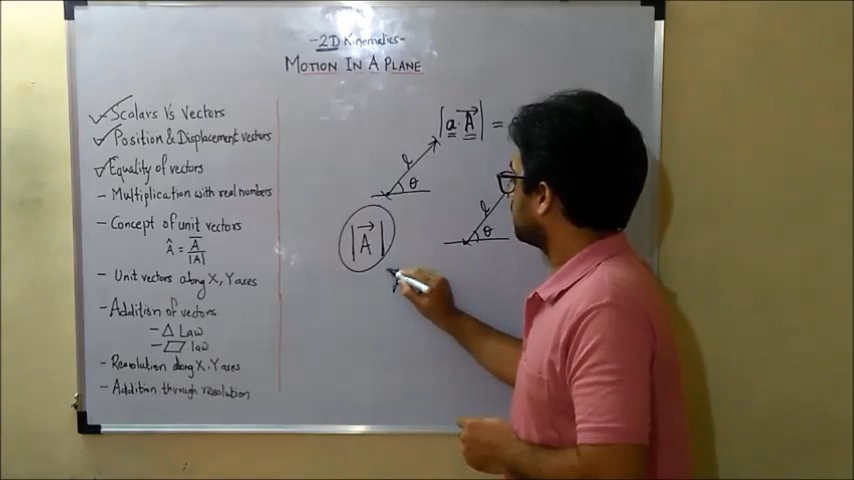 -2D Kinematics-
MOTION IN A PLANE
Scalars Vs Vectors
Position & Displacement vectors
Equality of vectors
- Multiplication with real numbers
- Concept of unit vectors
Â = A⃗ / |A⃗|
- Unit vectors along X, Y axes
- Addition of vectors
- △ Law
- ▱ law
- Resolution along X, Y axes
- Addition through resolution
|a·A⃗| =
l
θ
|A⃗|
l
θ